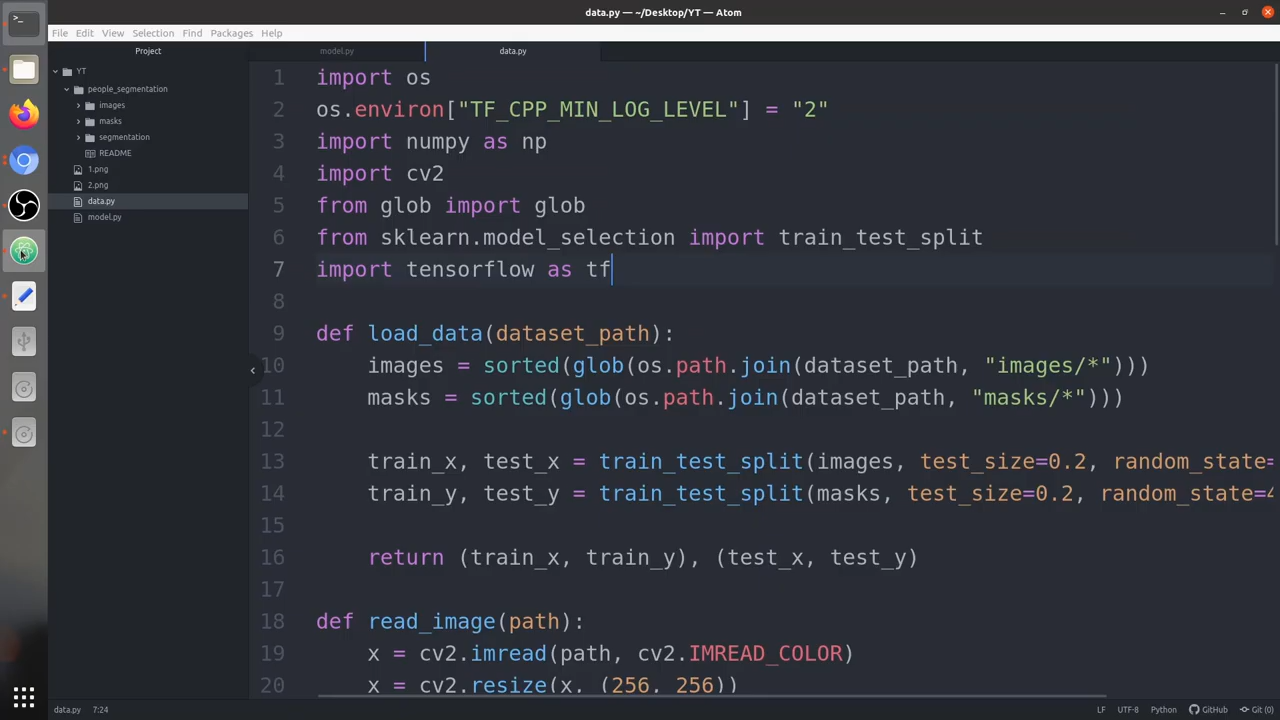 data.py — ~/Desktop/YT — Atom
File Edit View Selection Find Packages Help
Project
model.py
data.py
YT
people_segmentation
images
masks
segmentation
README
1.png
2.png
data.py
model.py
1 import os
2 os.environ["TF_CPP_MIN_LOG_LEVEL"] = "2"
3 import numpy as np
4 import cv2
5 from glob import glob
6 from sklearn.model_selection import train_test_split
7 import tensorflow as tf
8
9 def load_data(dataset_path):
10 images = sorted(glob(os.path.join(dataset_path, "images/*")))
11 masks = sorted(glob(os.path.join(dataset_path, "masks/*")))
12
13 train_x, test_x = train_test_split(images, test_size=0.2, random_state=
14 train_y, test_y = train_test_split(masks, test_size=0.2, random_state=4
15
16 return (train_x, train_y), (test_x, test_y)
17
18 def read_image(path):
19 x = cv2.imread(path, cv2.IMREAD_COLOR)
20 x = cv2.resize(x, (256, 256))
data.py 7:24 LF UTF-8 Python GitHub Git (0)